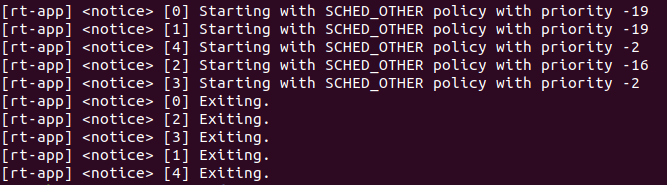 [rt-app] <notice> [0] Starting with SCHED_OTHER policy with priority -19
[rt-app] <notice> [1] Starting with SCHED_OTHER policy with priority -19
[rt-app] <notice> [4] Starting with SCHED_OTHER policy with priority -2
[rt-app] <notice> [2] Starting with SCHED_OTHER policy with priority -16
[rt-app] <notice> [3] Starting with SCHED_OTHER policy with priority -2
[rt-app] <notice> [0] Exiting.
[rt-app] <notice> [2] Exiting.
[rt-app] <notice> [3] Exiting.
[rt-app] <notice> [1] Exiting.
[rt-app] <notice> [4] Exiting.